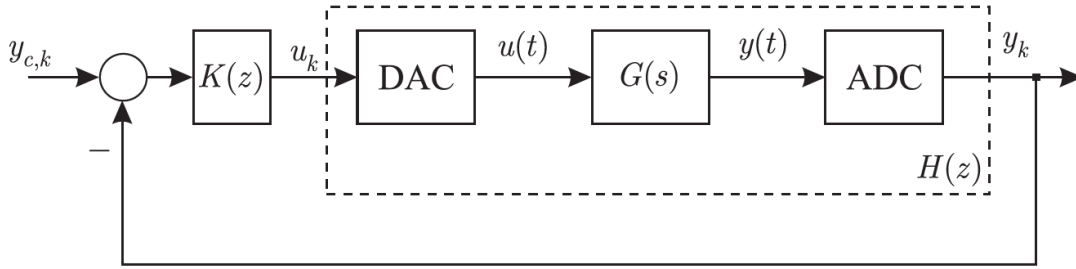 y_{c,k} K(z) u_k DAC u(t) G(s) y(t) ADC y_k
−
H(z)